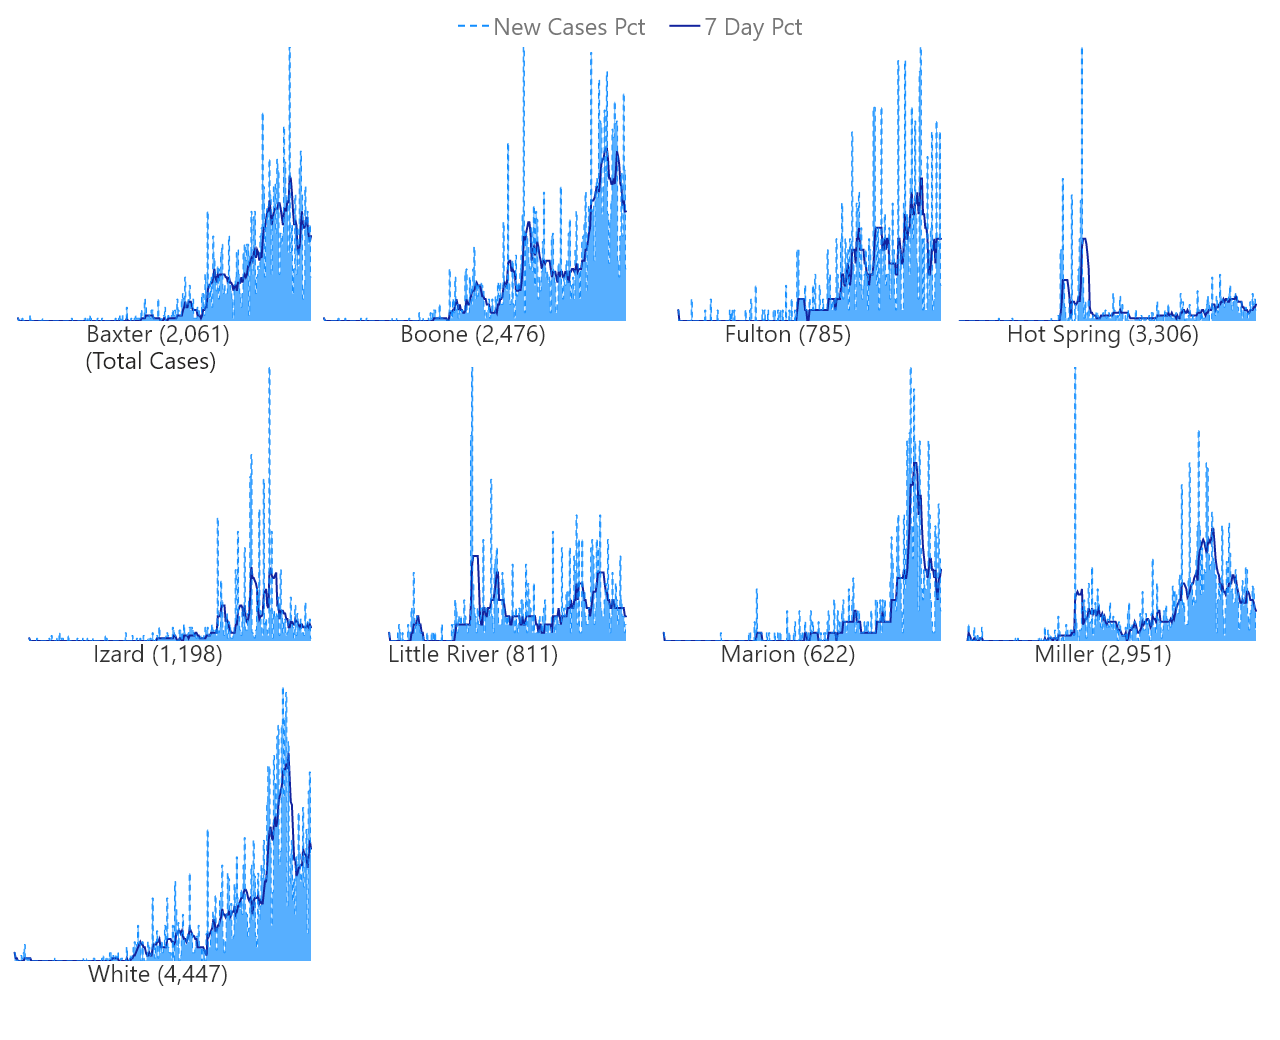 New Cases Pct 7 Day Pct
Baxter (2,061)
(Total Cases)
Boone (2,476)
Fulton (785)
Hot Spring (3,306)
Izard (1,198)
Little River (811)
Marion (622)
Miller (2,951)
White (4,447)